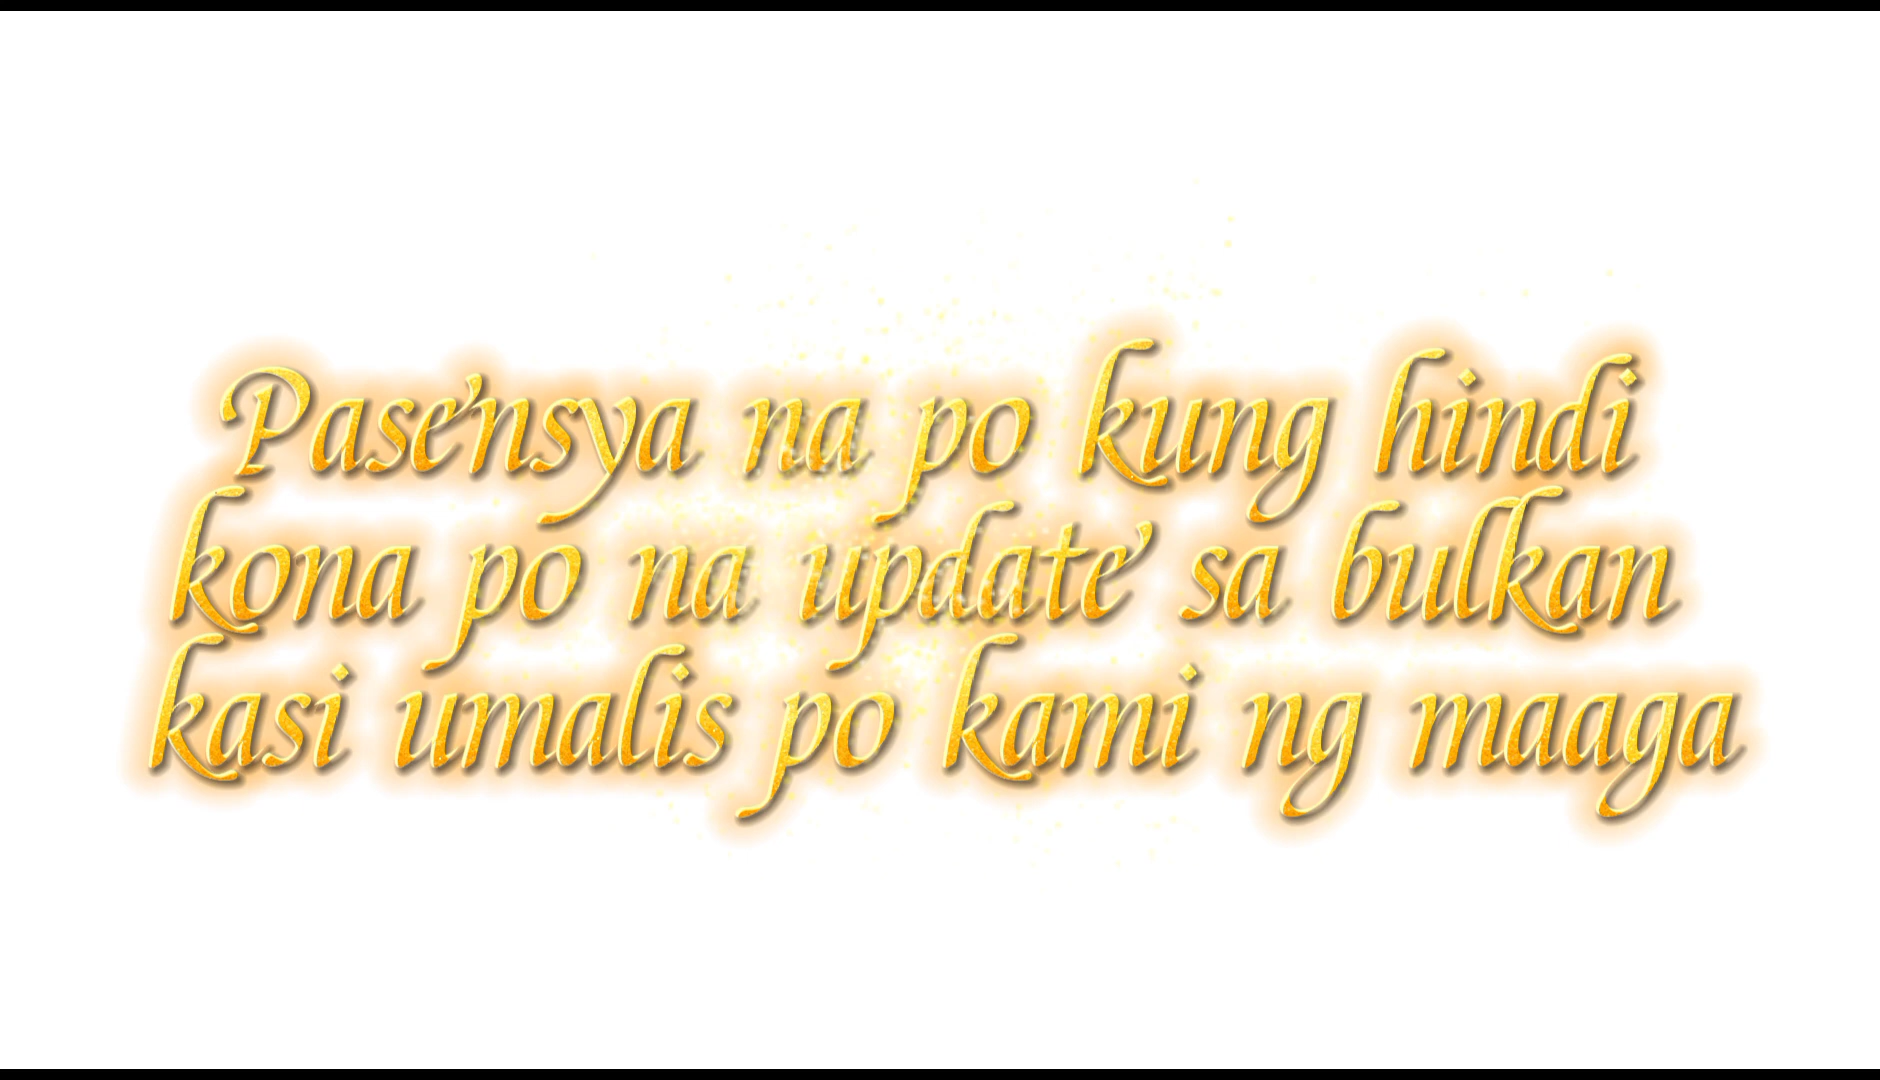 Pasensya na po kung hindi
kona po na update sa bulkan
kasi umalis po kami ng maaga